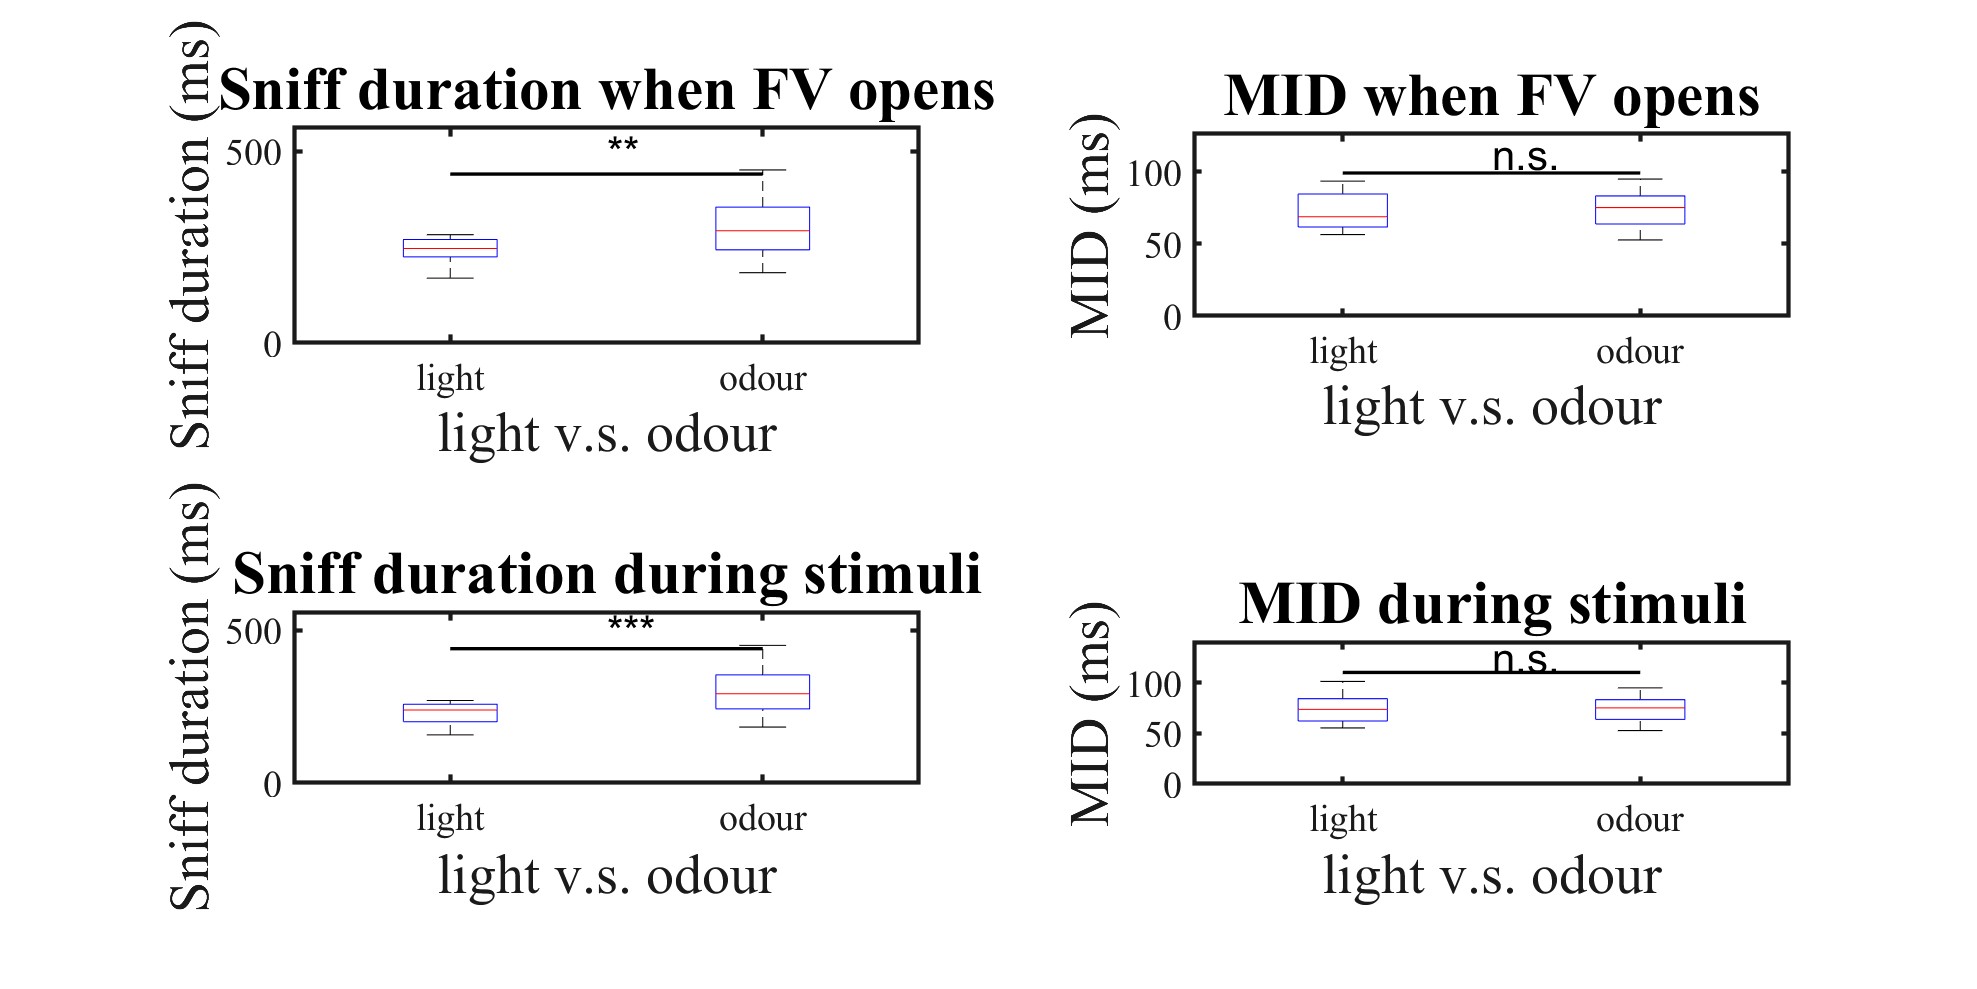 Sniff duration when FV opens
Sniff duration (ms)
**
500
0
light odour
light v.s. odour
MID when FV opens
MID (ms)
n.s.
100
50
0
light odour
light v.s. odour
Sniff duration during stimuli
Sniff duration (ms)
***
500
0
light odour
light v.s. odour
MID during stimuli
MID (ms)
n.s.
100
50
0
light odour
light v.s. odour